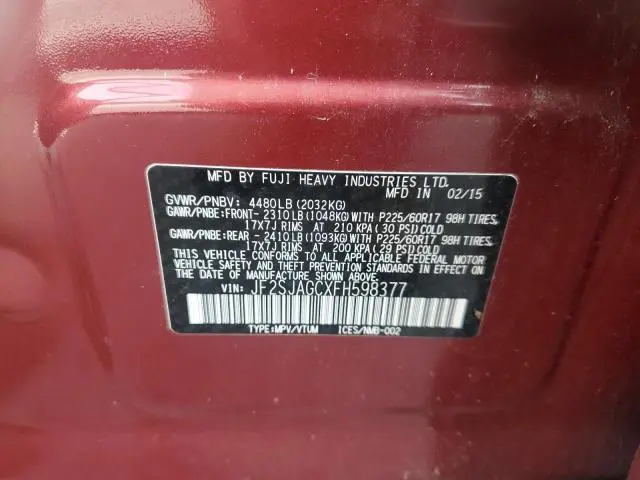 MFD BY FUJI HEAVY INDUSTRIES LTD.
GVWR/PNBV: 4480LB(2032KG) MFD IN 02/15
GAWR/PNBE:FRONT- 2310LB(1048KG)WITH P225/60R17 98H TIRES,
17X7J RIMS AT 210 KPA(30 PSI)COLD
GAWR/PNBE:REAR - 2410LB(1093KG)WITH P225/60R17 98H TIRES,
17X7J RIMS AT 200 KPA(29 PSI)COLD
THIS VEHICLE CONFORMS TO ALL APPLICABLE FEDERAL MOTOR
VEHICLE SAFETY AND THEFT PREVENTION STANDARDS IN EFFECT
ON THE DATE OF MANUFACTURE SHOWN ABOVE.
VIN: JF2SJAGCXFH598377
TYPE:MPV/VTUM ICES/NMB-002